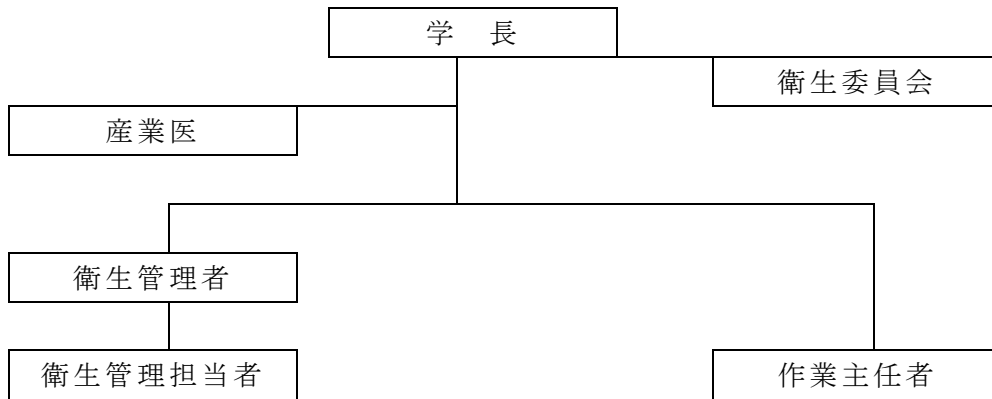 学　長
衛生委員会
産業医
衛生管理者
衛生管理担当者
作業主任者